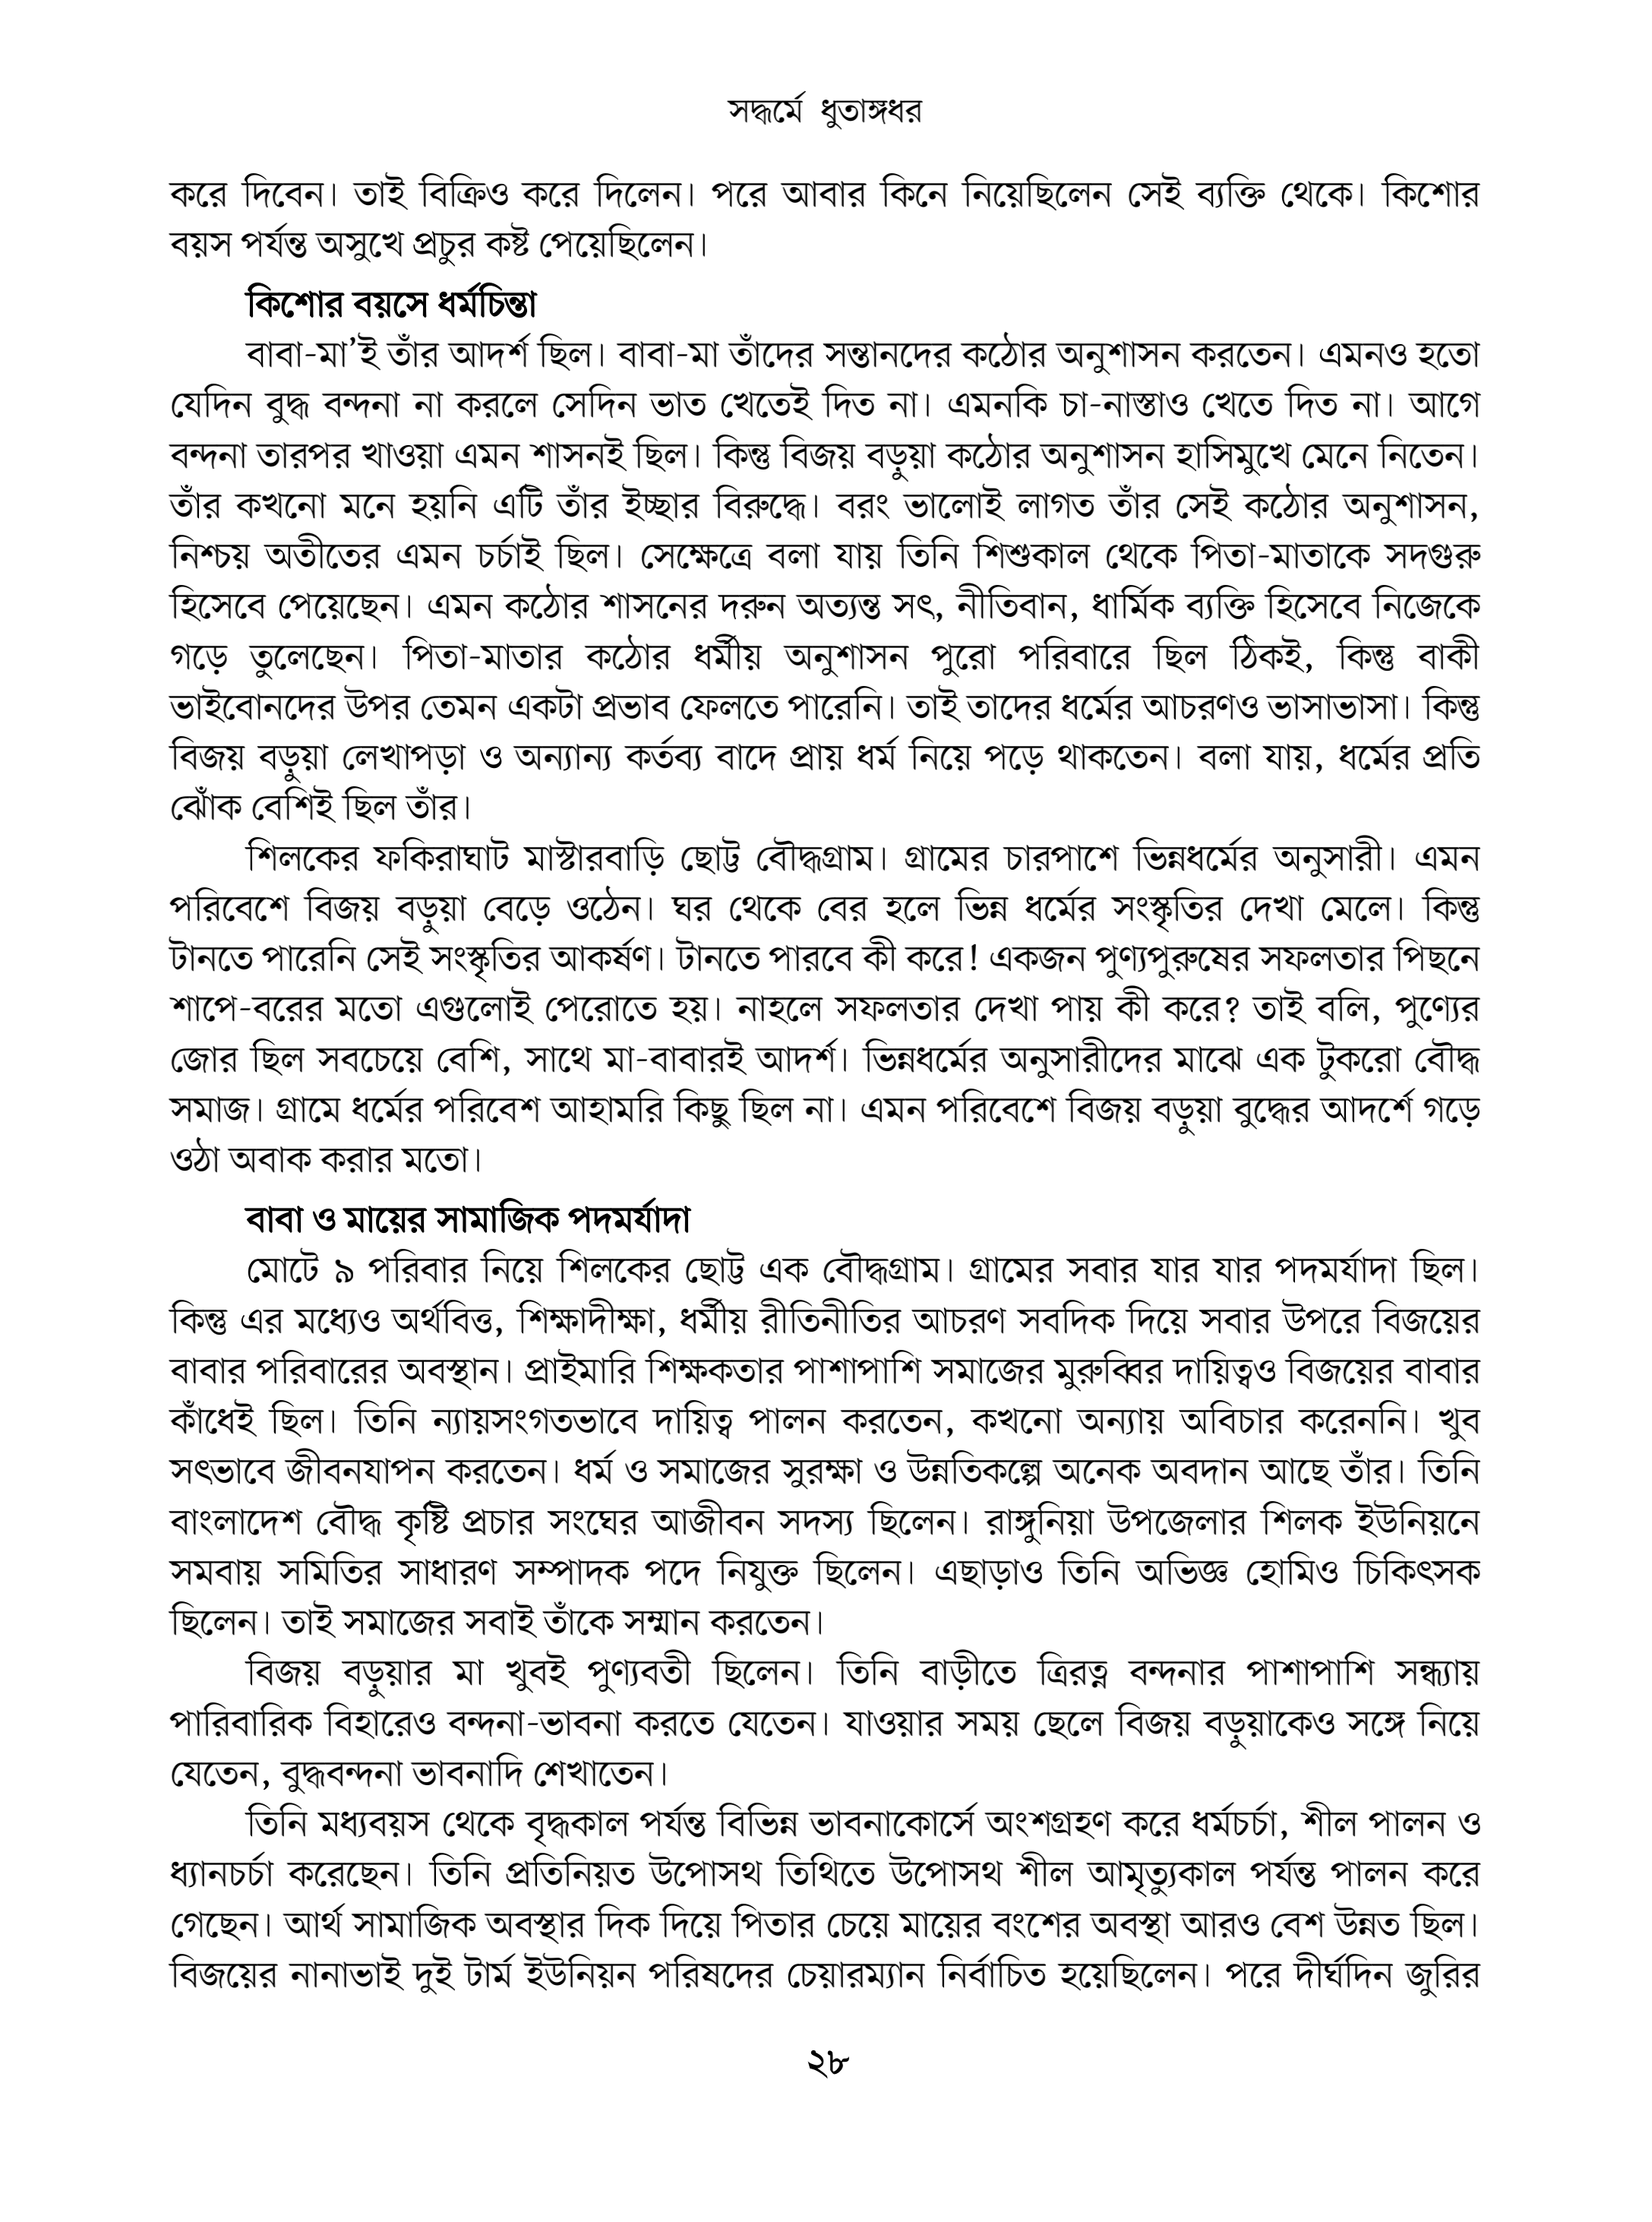 সদ্ধর্মে ধুতাঙ্গধর
করে দিবেন। তাই বিক্রিও করে দিলেন। পরে আবার কিনে নিয়েছিলেন সেই ব্যক্তি থেকে। কিশোর
বয়স পর্যন্ত অসুখে প্রচুর কষ্ট পেয়েছিলেন।
কিশোর বয়সে ধর্মচিন্তা
বাবা-মা’ই তাঁর আদর্শ ছিল। বাবা-মা তাঁদের সন্তানদের কঠোর অনুশাসন করতেন। এমনও হতো
যেদিন বুদ্ধ বন্দনা না করলে সেদিন ভাত খেতেই দিত না। এমনকি চা-নাস্তাও খেতে দিত না। আগে
বন্দনা তারপর খাওয়া এমন শাসনই ছিল। কিন্তু বিজয় বড়ুয়া কঠোর অনুশাসন হাসিমুখে মেনে নিতেন।
তাঁর কখনো মনে হয়নি এটি তাঁর ইচ্ছার বিরুদ্ধে। বরং ভালোই লাগত তাঁর সেই কঠোর অনুশাসন,
নিশ্চয় অতীতের এমন চর্চাই ছিল। সেক্ষেত্রে বলা যায় তিনি শিশুকাল থেকে পিতা-মাতাকে সদগুরু
হিসেবে পেয়েছেন। এমন কঠোর শাসনের দরুন অত্যন্ত সৎ, নীতিবান, ধার্মিক ব্যক্তি হিসেবে নিজেকে
গড়ে তুলেছেন। পিতা-মাতার কঠোর ধর্মীয় অনুশাসন পুরো পরিবারে ছিল ঠিকই, কিন্তু বাকী
ভাইবোনদের উপর তেমন একটা প্রভাব ফেলতে পারেনি। তাই তাদের ধর্মের আচরণও ভাসাভাসা। কিন্তু
বিজয় বড়ুয়া লেখাপড়া ও অন্যান্য কর্তব্য বাদে প্রায় ধর্ম নিয়ে পড়ে থাকতেন। বলা যায়, ধর্মের প্রতি
ঝোঁক বেশিই ছিল তাঁর।
শিলকের ফকিরাঘাট মাস্টারবাড়ি ছোট্ট বৌদ্ধগ্রাম। গ্রামের চারপাশে ভিন্নধর্মের অনুসারী। এমন
পরিবেশে বিজয় বড়ুয়া বেড়ে ওঠেন। ঘর থেকে বের হলে ভিন্ন ধর্মের সংস্কৃতির দেখা মেলে। কিন্তু
টানতে পারেনি সেই সংস্কৃতির আকর্ষণ। টানতে পারবে কী করে! একজন পুণ্যপুরুষের সফলতার পিছনে
শাপে-বরের মতো এগুলোই পেরোতে হয়। নাহলে সফলতার দেখা পায় কী করে? তাই বলি, পুণ্যের
জোর ছিল সবচেয়ে বেশি, সাথে মা-বাবারই আদর্শ। ভিন্নধর্মের অনুসারীদের মাঝে এক টুকরো বৌদ্ধ
সমাজ। গ্রামে ধর্মের পরিবেশ আহামরি কিছু ছিল না। এমন পরিবেশে বিজয় বড়ুয়া বুদ্ধের আদর্শে গড়ে
ওঠা অবাক করার মতো।
বাবা ও মায়ের সামাজিক পদমর্যাদা
মোটে ৯ পরিবার নিয়ে শিলকের ছোট্ট এক বৌদ্ধগ্রাম। গ্রামের সবার যার যার পদমর্যাদা ছিল।
কিন্তু এর মধ্যেও অর্থবিত্ত, শিক্ষাদীক্ষা, ধর্মীয় রীতিনীতির আচরণ সবদিক দিয়ে সবার উপরে বিজয়ের
বাবার পরিবারের অবস্থান। প্রাইমারি শিক্ষকতার পাশাপাশি সমাজের মুরুব্বির দায়িত্বও বিজয়ের বাবার
কাঁধেই ছিল। তিনি ন্যায়সংগতভাবে দায়িত্ব পালন করতেন, কখনো অন্যায় অবিচার করেননি। খুব
সৎভাবে জীবনযাপন করতেন। ধর্ম ও সমাজের সুরক্ষা ও উন্নতিকল্পে অনেক অবদান আছে তাঁর। তিনি
বাংলাদেশ বৌদ্ধ কৃষ্টি প্রচার সংঘের আজীবন সদস্য ছিলেন। রাঙ্গুনিয়া উপজেলার শিলক ইউনিয়নে
সমবায় সমিতির সাধারণ সম্পাদক পদে নিযুক্ত ছিলেন। এছাড়াও তিনি অভিজ্ঞ হোমিও চিকিৎসক
ছিলেন। তাই সমাজের সবাই তাঁকে সম্মান করতেন।
বিজয় বড়ুয়ার মা খুবই পুণ্যবতী ছিলেন। তিনি বাড়ীতে ত্রিরত্ন বন্দনার পাশাপাশি সন্ধ্যায়
পারিবারিক বিহারেও বন্দনা-ভাবনা করতে যেতেন। যাওয়ার সময় ছেলে বিজয় বড়ুয়াকেও সঙ্গে নিয়ে
যেতেন, বুদ্ধবন্দনা ভাবনাদি শেখাতেন।
তিনি মধ্যবয়স থেকে বৃদ্ধকাল পর্যন্ত বিভিন্ন ভাবনাকোর্সে অংশগ্রহণ করে ধর্মচর্চা, শীল পালন ও
ধ্যানচর্চা করেছেন। তিনি প্রতিনিয়ত উপোসথ তিথিতে উপোসথ শীল আমৃত্যুকাল পর্যন্ত পালন করে
গেছেন। আর্থ সামাজিক অবস্থার দিক দিয়ে পিতার চেয়ে মায়ের বংশের অবস্থা আরও বেশ উন্নত ছিল।
বিজয়ের নানাভাই দুই টার্ম ইউনিয়ন পরিষদের চেয়ারম্যান নির্বাচিত হয়েছিলেন। পরে দীর্ঘদিন জুরির
২৮